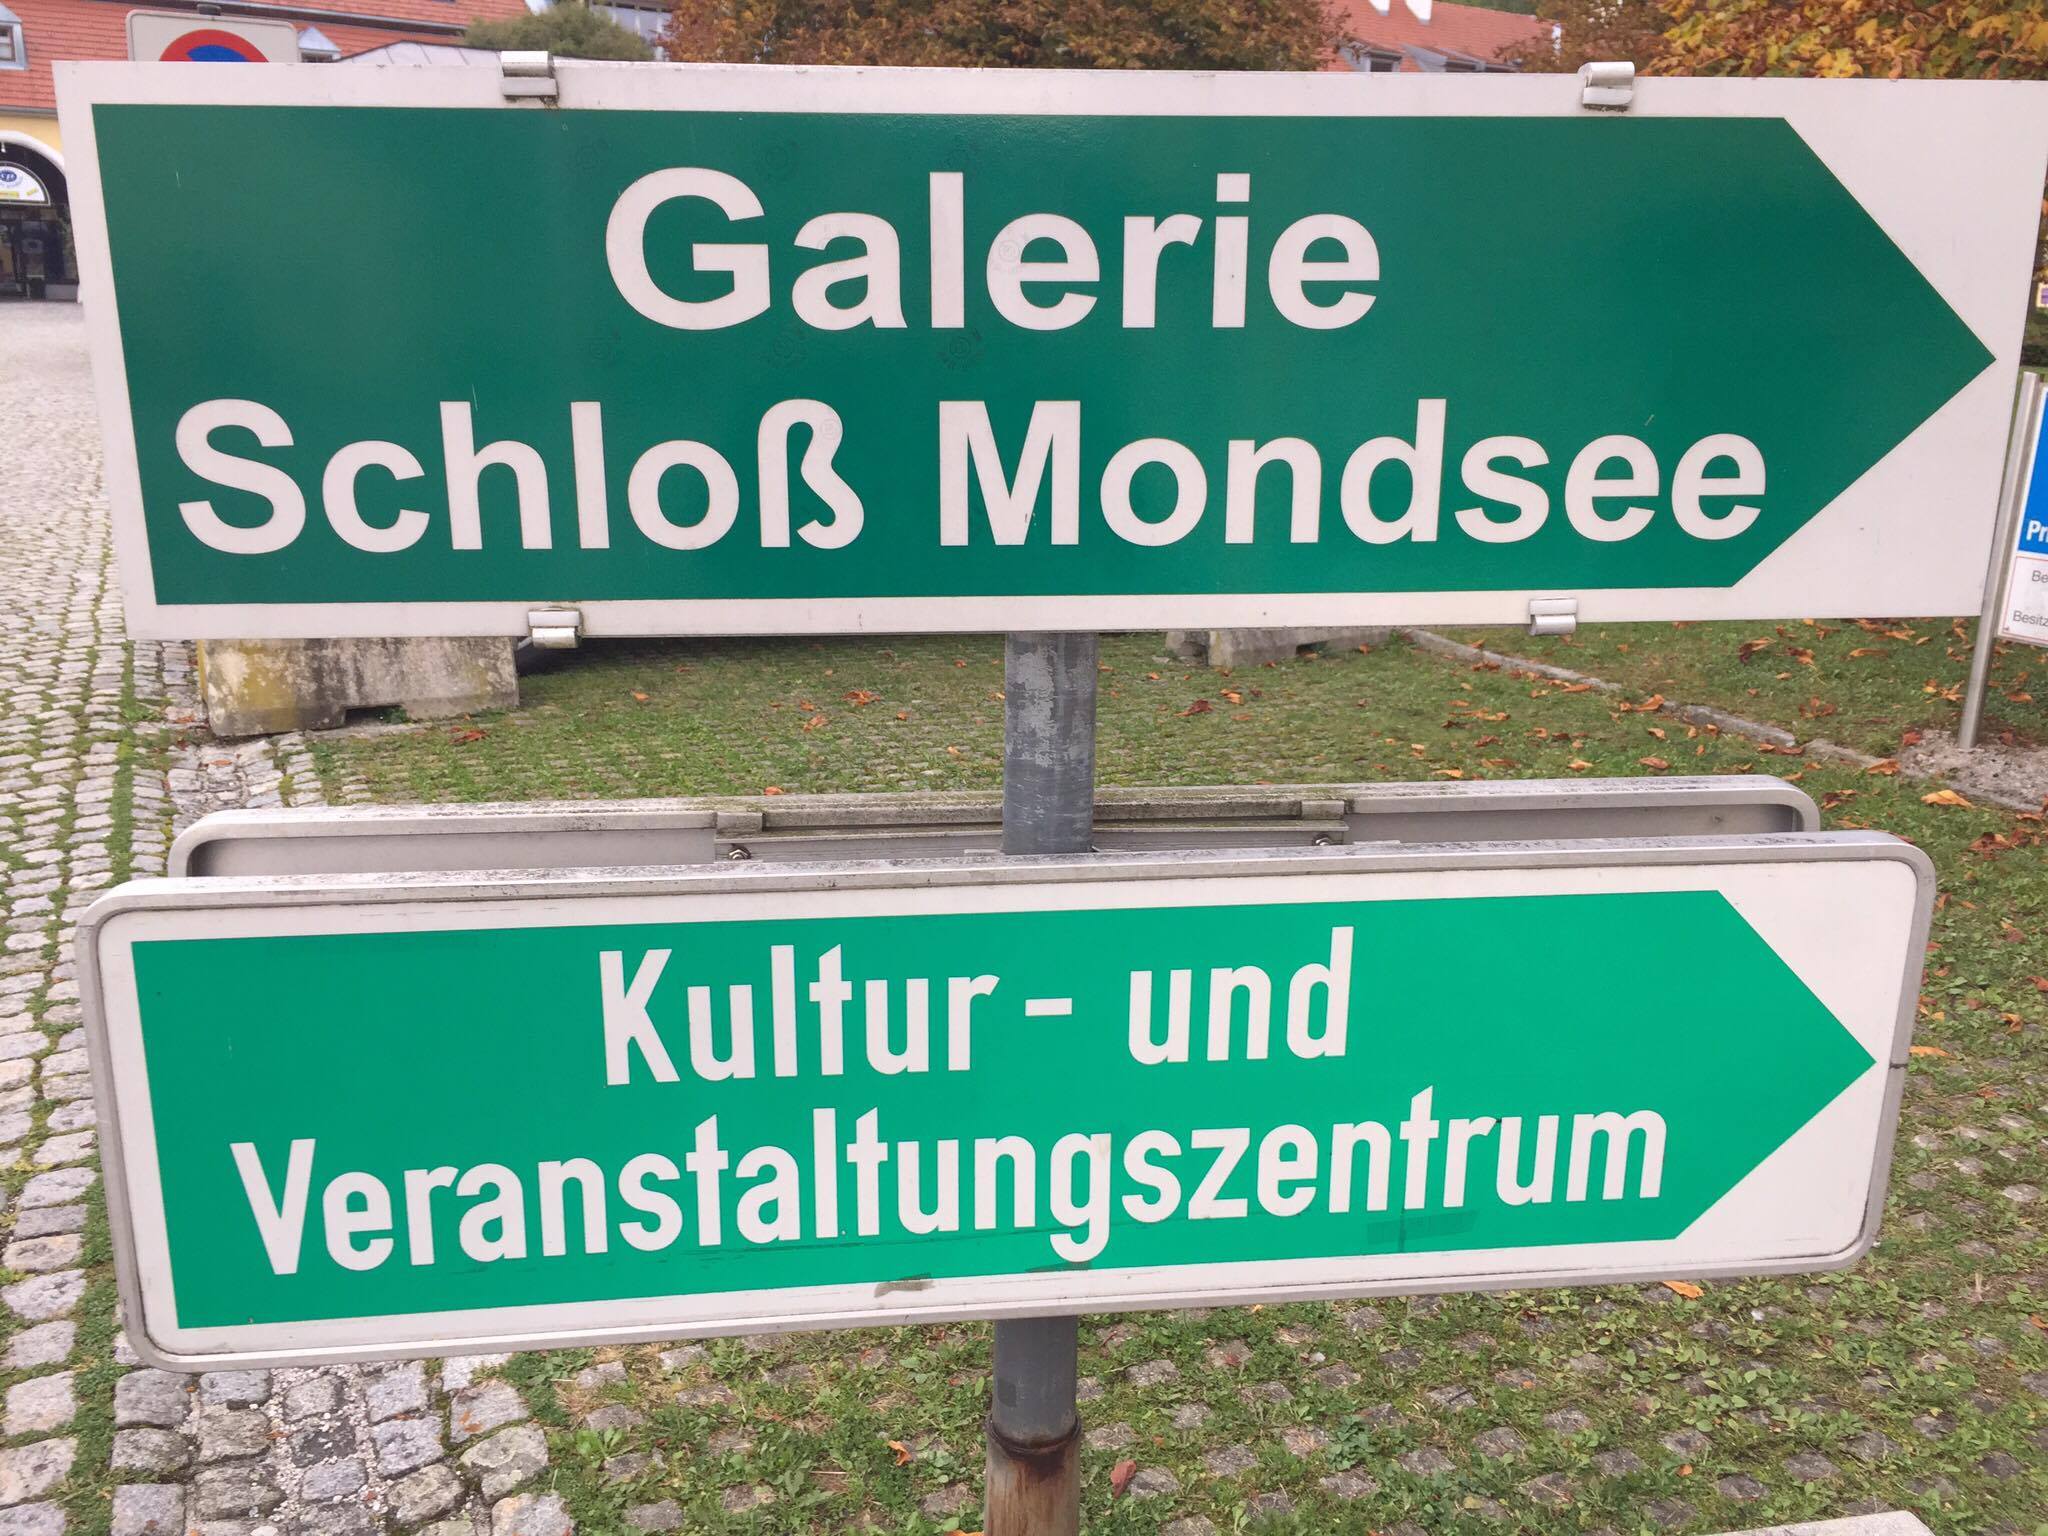 Galerie
Schloß Mondsee
Kultur - und
Veranstaltungszentrum